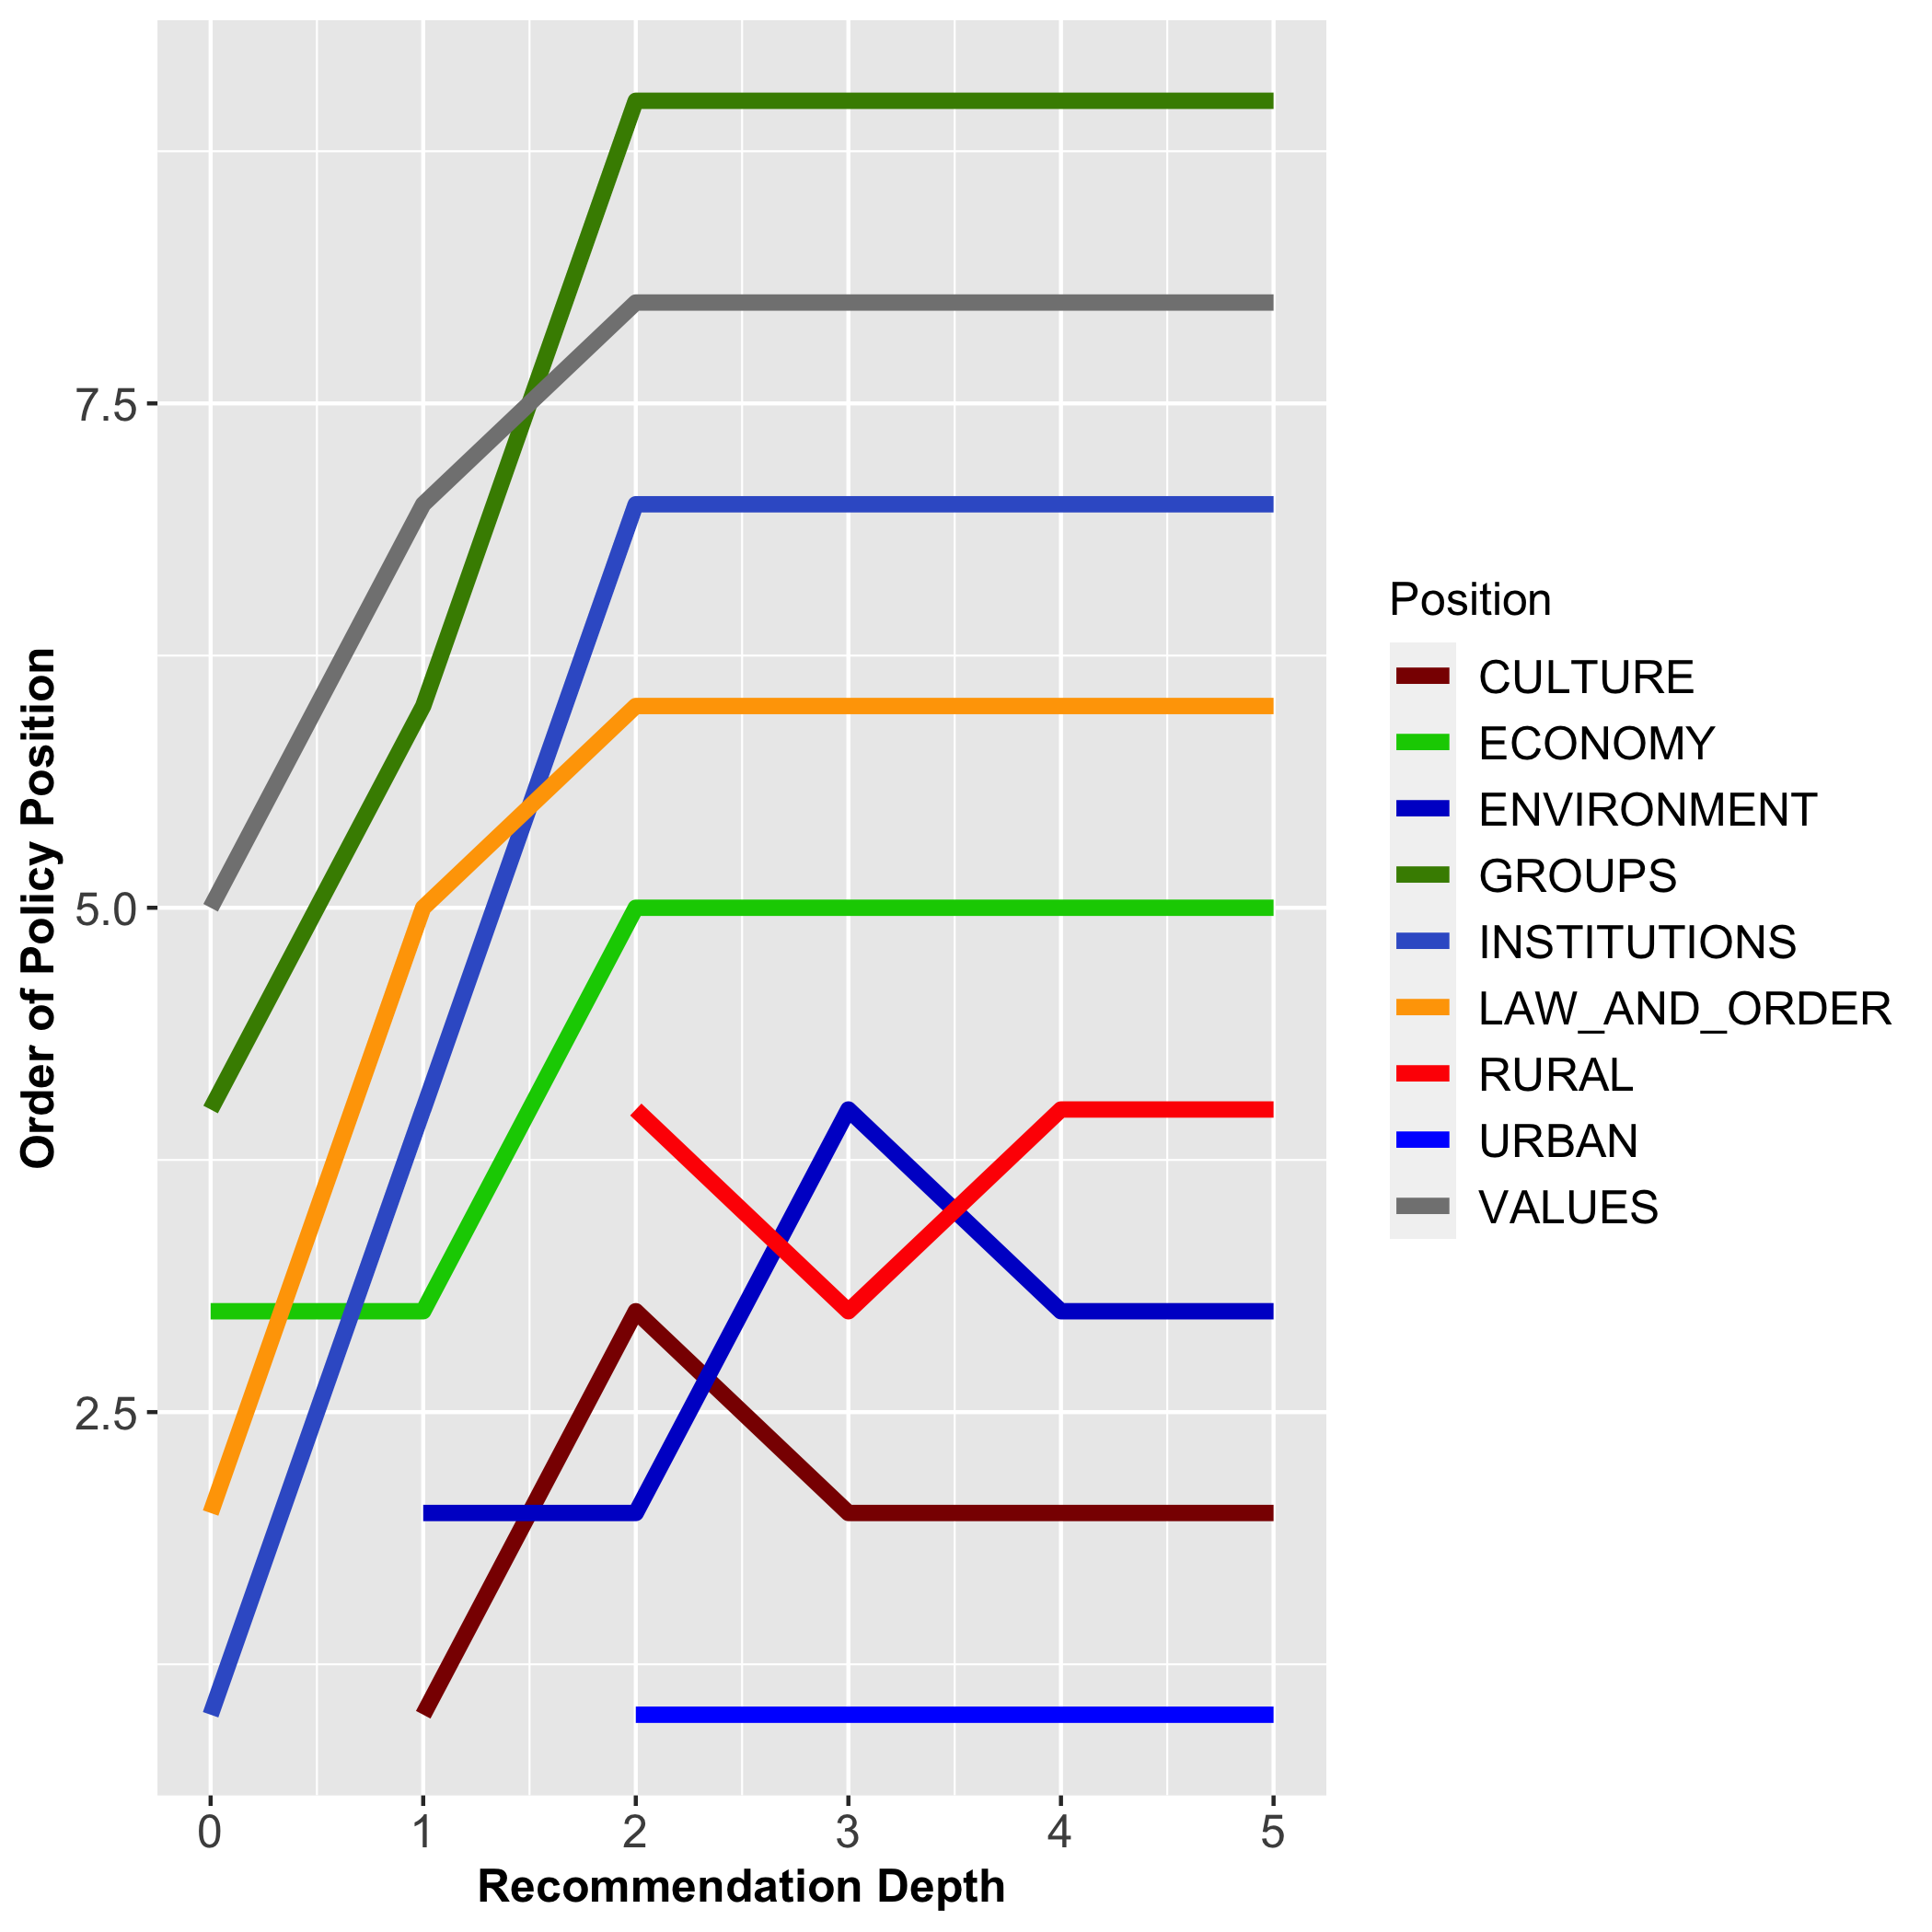 7.5
5.0
2.5
Order of Policy Position
0 1 2 3 4 5
Recommendation Depth
Position
CULTURE
ECONOMY
ENVIRONMENT
GROUPS
INSTITUTIONS
LAW_AND_ORDER
RURAL
URBAN
VALUES